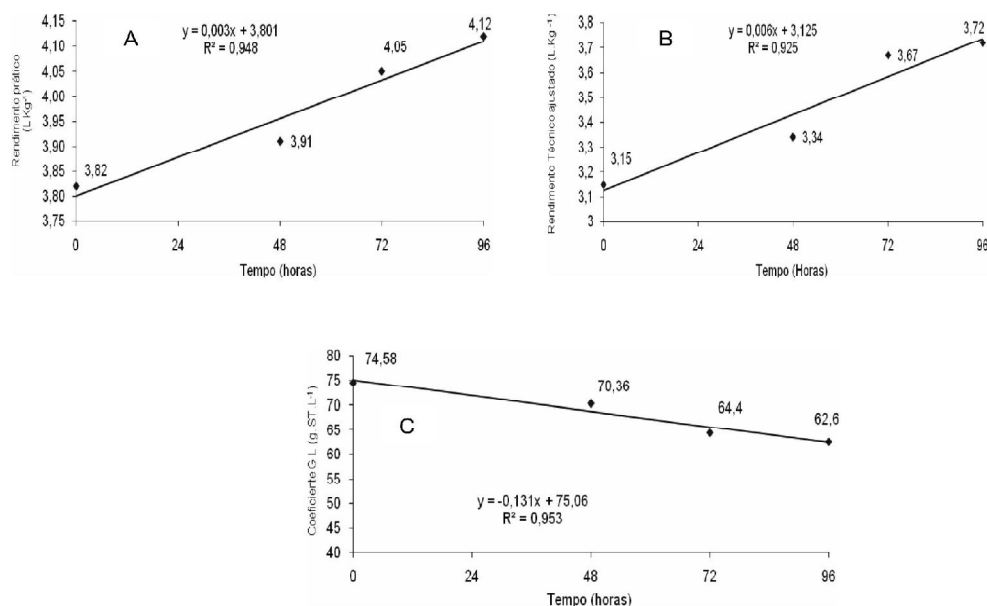 A
y = 0,003x + 3,801
R² = 0,948
Rendimento prático
(L.Kg⁻¹)
4,15
4,10
4,05
4,00
3,95
3,90
3,85
3,80
3,75
3,82
3,91
4,05
4,12
0 24 48 72 96
Tempo (horas)
B
y = 0,006x + 3,125
R² = 0,925
Rendimento Técnico ajustado (L.Kg⁻¹)
3,8
3,7
3,6
3,5
3,4
3,3
3,2
3,1
3
3,15
3,34
3,67
3,72
0 24 48 72 96
Tempo (Horas)
C
Coeficierte G.L (g .ST .L⁻¹)
80
75
70
65
60
55
50
45
40
74,58
70,36
64,4
62,6
y = -0,131x + 75,06
R² = 0,953
0 24 48 72 96
Tempo (horas)